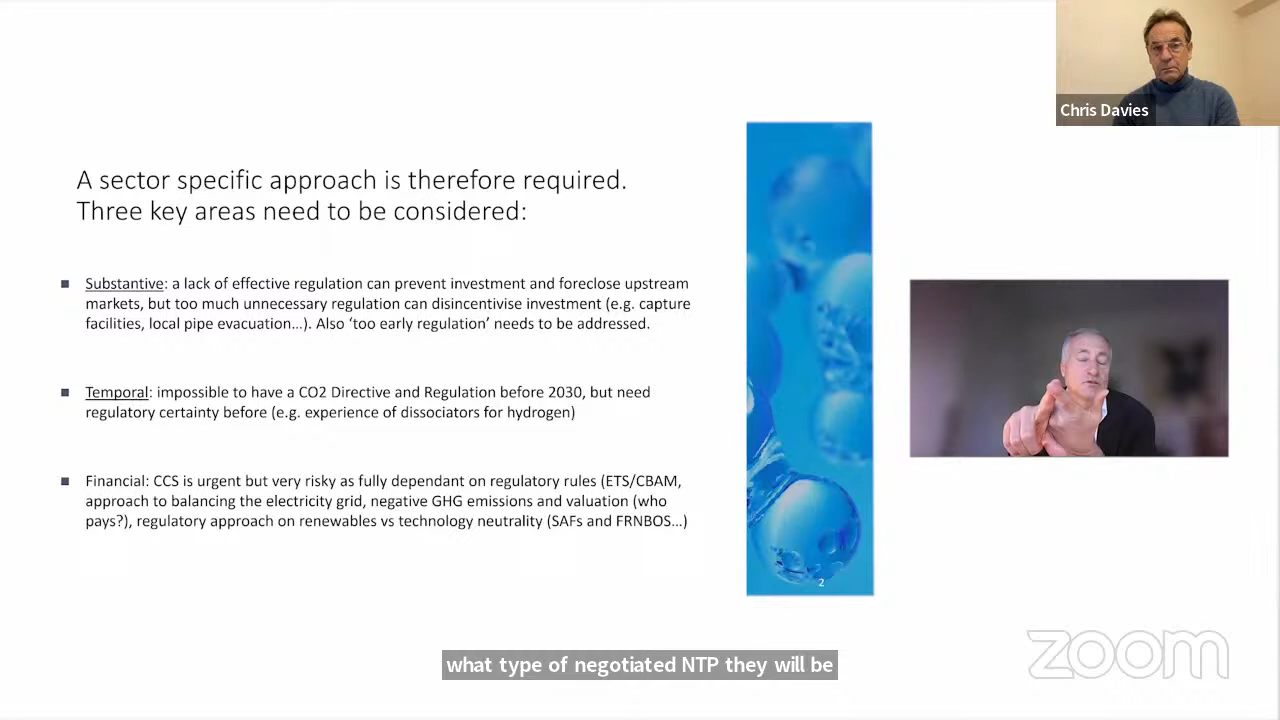 Chris Davies
A sector specific approach is therefore required.
Three key areas need to be considered:
Substantive: a lack of effective regulation can prevent investment and foreclose upstream
markets, but too much unnecessary regulation can disincentivise investment (e.g. capture
facilities, local pipe evacuation...). Also ‘too early regulation’ needs to be addressed.
Temporal: impossible to have a CO2 Directive and Regulation before 2030, but need
regulatory certainty before (e.g. experience of dissociators for hydrogen)
Financial: CCS is urgent but very risky as fully dependant on regulatory rules (ETS/CBAM,
approach to balancing the electricity grid, negative GHG emissions and valuation (who
pays?), regulatory approach on renewables vs technology neutrality (SAFs and FRNBOS...)
2
zoom
what type of negotiated NTP they will be